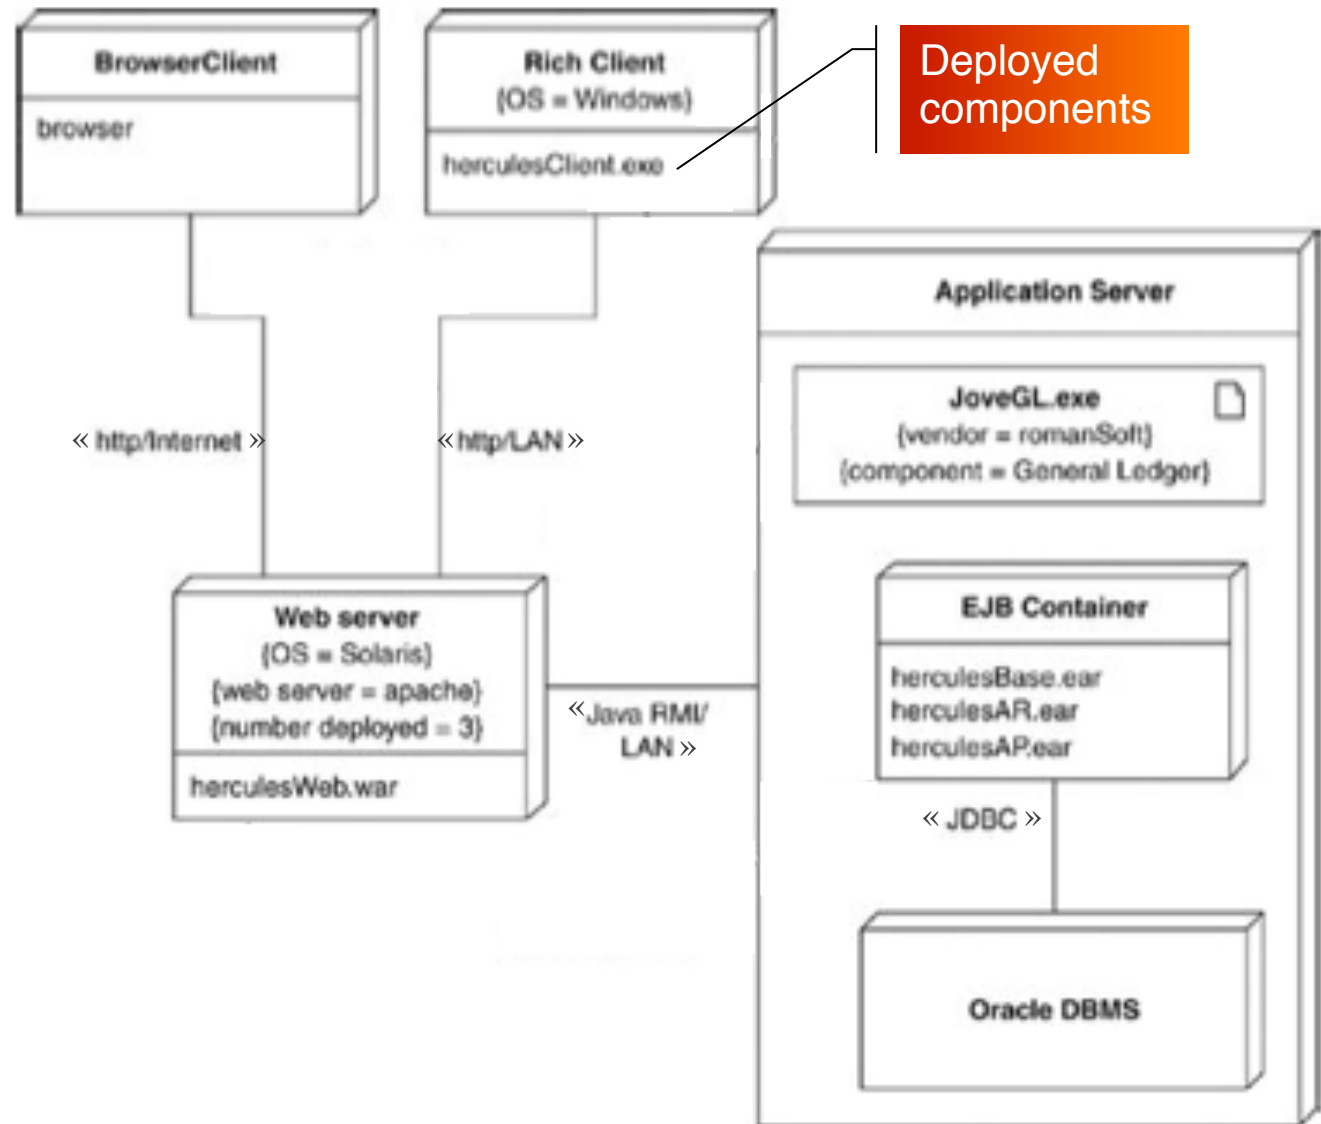 BrowserClient
browser
Rich Client
{OS = Windows}
herculesClient.exe
Deployed
components
Application Server
JoveGL.exe
{vendor = romanSoft}
{component = General Ledger}
« http/Internet »
«http/LAN »
EJB Container
herculesBase.ear
herculesAR.ear
herculesAP.ear
Web server
{OS = Solaris}
{web server = apache}
{number deployed = 3}
herculesWeb.war
«Java RMI/
LAN »
« JDBC »
Oracle DBMS